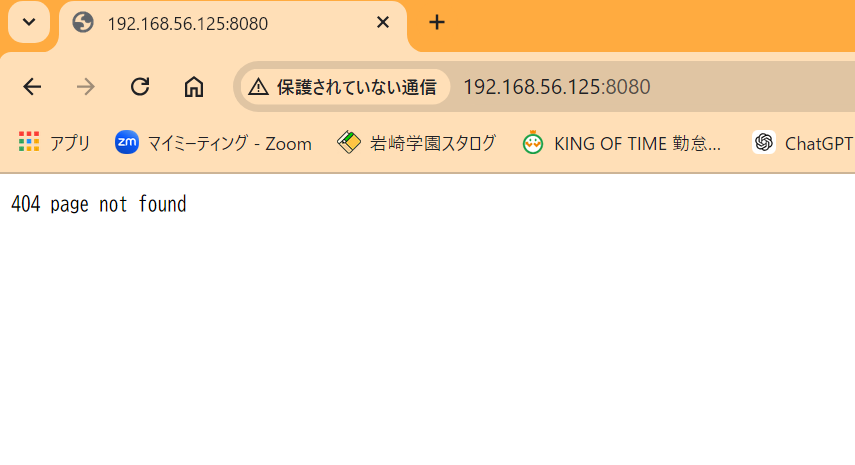 192.168.56.125:8080
保護されていない通信 192.168.56.125:8080
アプリ zm マイミーティング - Zoom 岩崎学園スタログ KING OF TIME 勤怠... ChatGPT
404 page not found